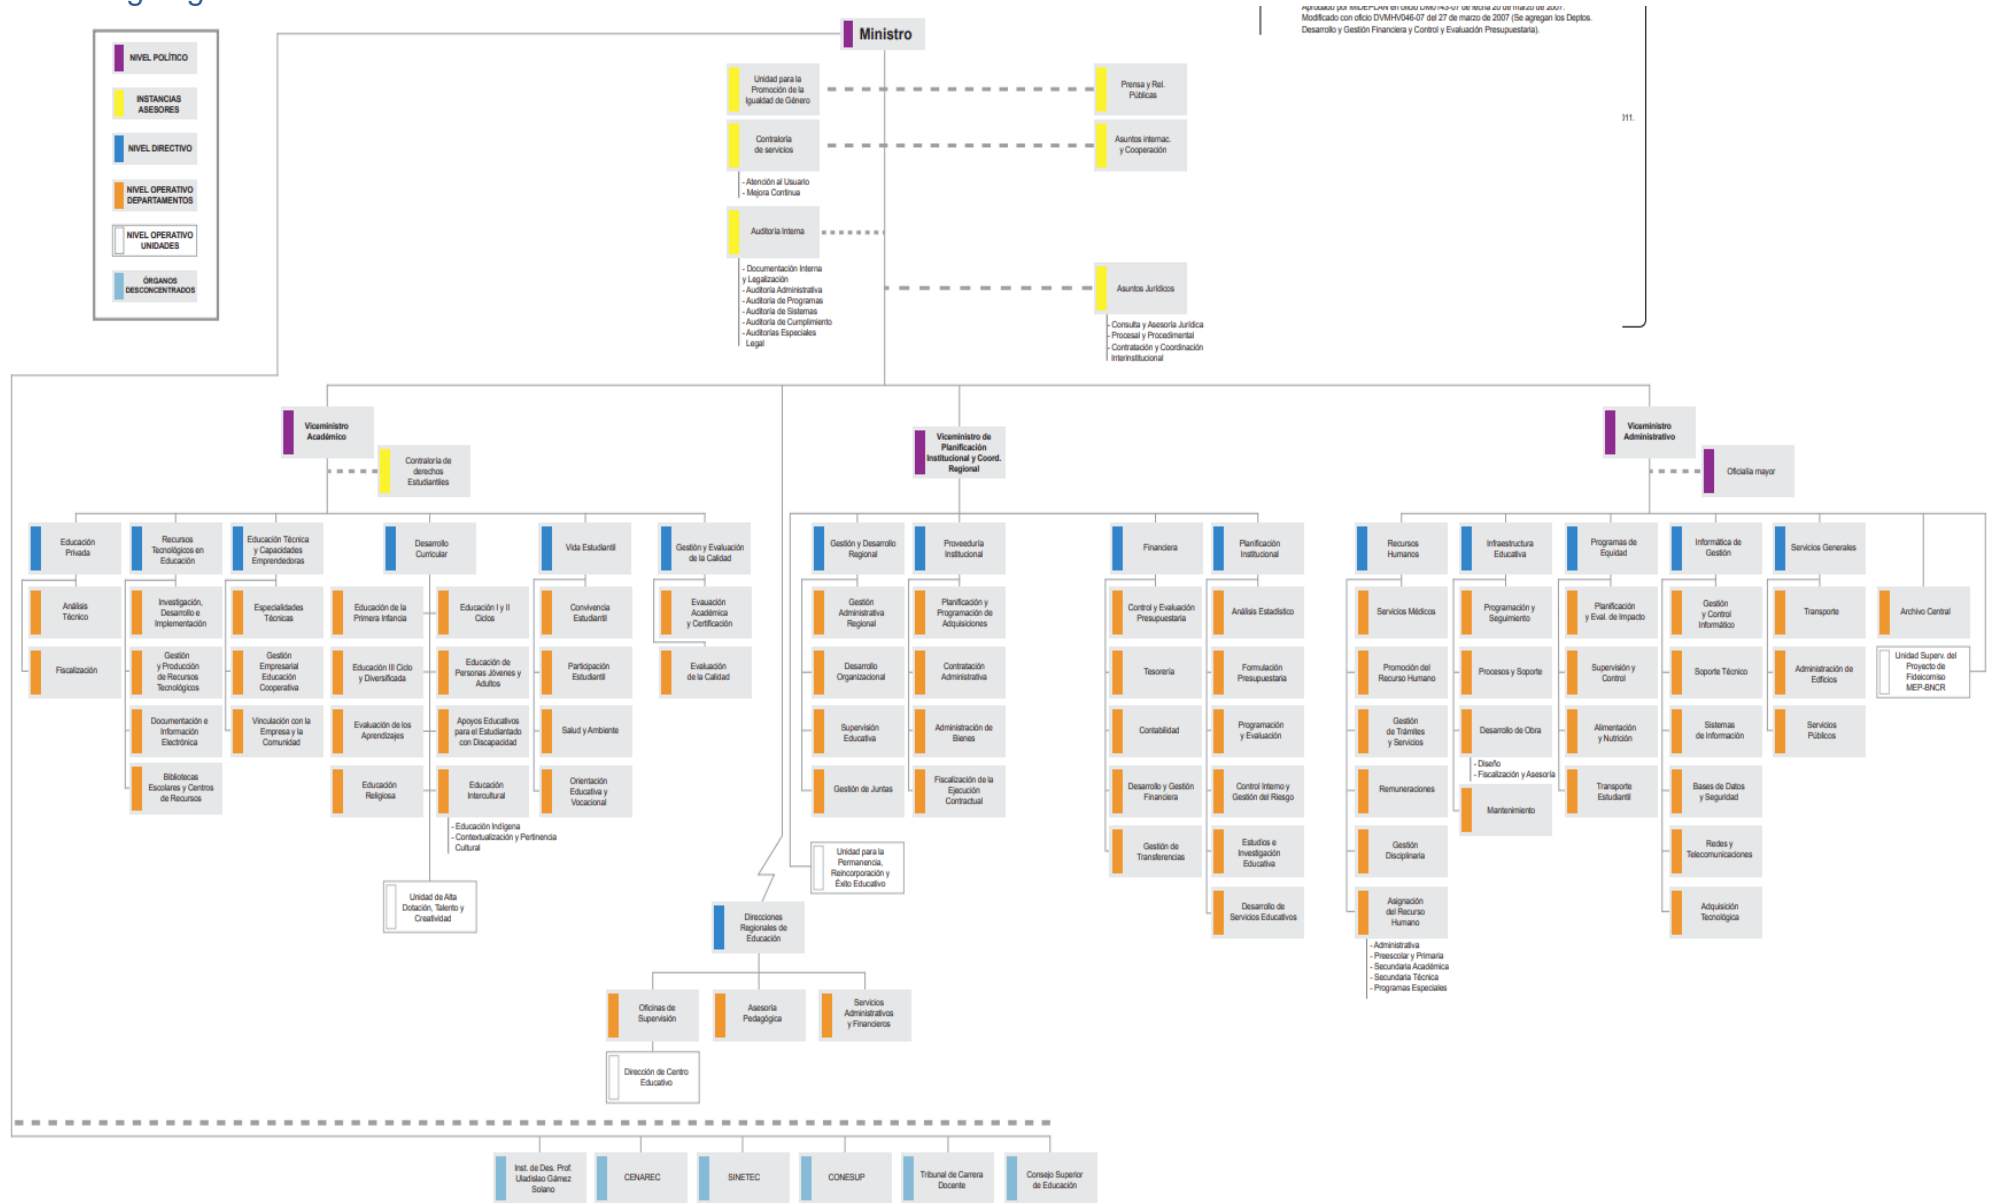 Aprobado por MIDEPLAN en oficio DM0143-07 de fecha 20 de marzo de 2007.
Modificado con oficio DVMHV046-07 del 27 de marzo de 2007 (Se agregan los Deptos.
Desarrollo y Gestión Financiera y Control y Evaluación Presupuestaria).
Ministro
NIVEL POLÍTICO
INSTANCIAS
ASESORES
NIVEL DIRECTIVO
NIVEL OPERATIVO
DEPARTAMENTOS
NIVEL OPERATIVO
UNIDADES
ÓRGANOS
DESCONCENTRADOS
Unidad para la
Promoción de la
Igualdad de Género
Prensa y Rel.
Públicas
Contraloría
de servicios
- Atención al Usuario
- Mejora Continua
Asuntos internac.
y Cooperación
Auditoría Interna
- Documentación Interna
y Legalización
- Auditoría Administrativa
- Auditoría de Programas
- Auditoría de Sistemas
- Auditoría de Cumplimiento
- Auditorías Especiales
Legal
Asuntos Jurídicos
- Consulta y Asesoría Jurídica
- Procesal y Procedimental
- Contratación y Coordinación
Interinstitucional
Viceministro
Académico
Contraloría de
derechos
Estudiantiles
Viceministro de
Planificación
Institucional y Coord.
Regional
Viceministro
Administrativo
Oficialía mayor
Educación
Privada
Análisis
Técnico
Fiscalización
Recursos
Tecnológicos en
Educación
Investigación,
Desarrollo e
Implementación
Gestión
y Producción
de Recursos
Tecnológicos
Documentación e
Información
Electrónica
Bibliotecas
Escolares y Centros
de Recursos
Educación Técnica
y Capacidades
Emprendedoras
Especialidades
Técnicas
Gestión
Empresarial
Educación
Cooperativa
Vinculación con la
Empresa y la
Comunidad
Desarrollo
Curricular
Educación de la
Primera Infancia
Educación I y II
Ciclos
Educación III Ciclo
y Diversificada
Educación de
Personas Jóvenes y
Adultos
Evaluación de los
Aprendizajes
Apoyos Educativos
para el Estudiantado
con Discapacidad
Educación
Religiosa
Educación
Intercultural
- Educación Indígena
- Contextualización y Pertinencia
Cultural
Unidad de Alta
Dotación, Talento y
Creatividad
Vida Estudiantil
Convivencia
Estudiantil
Participación
Estudiantil
Salud y Ambiente
Orientación
Educativa y
Vocacional
Gestión y Evaluación
de la Calidad
Evauación
Académica
y Certificación
Evaluación
de la Calidad
Gestión y Desarrollo
Regional
Gestión
Administrativa
Regional
Desarrollo
Organizacional
Supervisión
Educativa
Gestión de Juntas
Unidad para la
Permanencia,
Reincorporación y
Éxito Educativo
Proveeduría
Institucional
Planificación y
Programación de
Adquisiciones
Contratación
Administrativa
Administración de
Bienes
Fiscalización de la
Ejecución
Contractual
Financiera
Control y Evaluación
Presupuestaria
Tesorería
Contabilidad
Desarrollo y Gestión
Financiera
Gestión de
Transferencias
Planificación
Institucional
Análisis Estadístico
Formulación
Presupuestaria
Programación
y Evaluación
Control Interno y
Gestión del Riesgo
Estudios e
Investigación
Educativa
Desarrollo de
Servicios Educativos
Recursos
Humanos
Servicios Médicos
Promoción del
Recurso Humano
Gestión
de Trámites
y Servicios
Remuneraciones
Gestión
Disciplinaria
Asignación
del Recurso
Humano
- Administrativa
- Preescolar y Primaria
- Secundaria Académica
- Secundaria Técnica
- Programas Especiales
Infraestructura
Educativa
Programación y
Seguimiento
Procesos y Soporte
Desarrollo de Obra
- Diseño
- Fiscalización y Asesoría
Mantenimiento
Programas de
Equidad
Planificación
y Eval. de Impacto
Supervisión y
Control
Alimentación
y Nutrición
Transporte
Estudiantil
Informática de
Gestión
Gestión
y Control
Informático
Soporte Técnico
Sistemas
de Información
Bases de Datos
y Seguridad
Redes y
Telecomunicaciones
Adquisición
Tecnológica
Servicios Generales
Transporte
Administración de
Edificios
Servicios
Públicos
Archivo Central
Unidad Superv. del
Proyecto de
Fideicomiso
MEP-BNCR
Direcciones
Regionales de
Educación
Oficinas de
Supervisión
Asesoría
Pedagógica
Servicios
Administrativos
y Financieros
Dirección de Centro
Educativo
Inst. de Des. Prof.
Uladislao Gámez
Solano
CENAREC
SINETEC
CONESUP
Tribunal de Carrera
Docente
Consejo Superior
de Educación